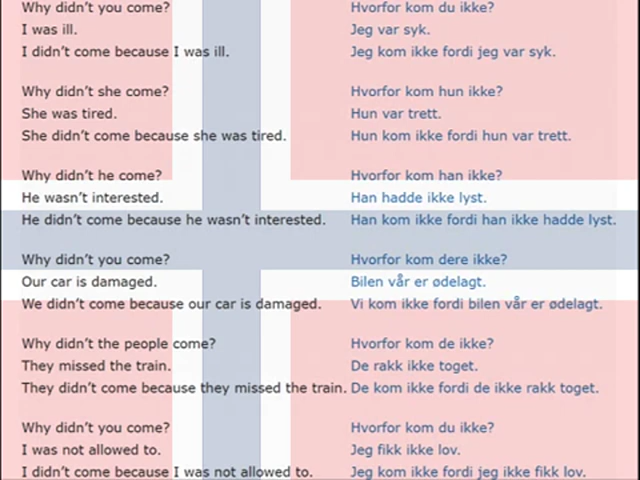 Why didn't you come? Hvorfor kom du ikke?
I was ill. Jeg var syk.
I didn't come because I was ill. Jeg kom ikke fordi jeg var syk.
Why didn't she come? Hvorfor kom hun ikke?
She was tired. Hun var trett.
She didn't come because she was tired. Hun kom ikke fordi hun var trett.
Why didn't he come? Hvorfor kom han ikke?
He wasn't interested. Han hadde ikke lyst.
He didn't come because he wasn't interested. Han kom ikke fordi han ikke hadde lyst.
Why didn't you come? Hvorfor kom dere ikke?
Our car is damaged. Bilen vår er ødelagt.
We didn't come because our car is damaged. Vi kom ikke fordi bilen vår er ødelagt.
Why didn't the people come? Hvorfor kom de ikke?
They missed the train. De rakk ikke toget.
They didn't come because they missed the train. De kom ikke fordi de ikke rakk toget.
Why didn't you come? Hvorfor kom du ikke?
I was not allowed to. Jeg fikk ikke lov.
I didn't come because I was not allowed to. Jeg kom ikke fordi jeg ikke fikk lov.